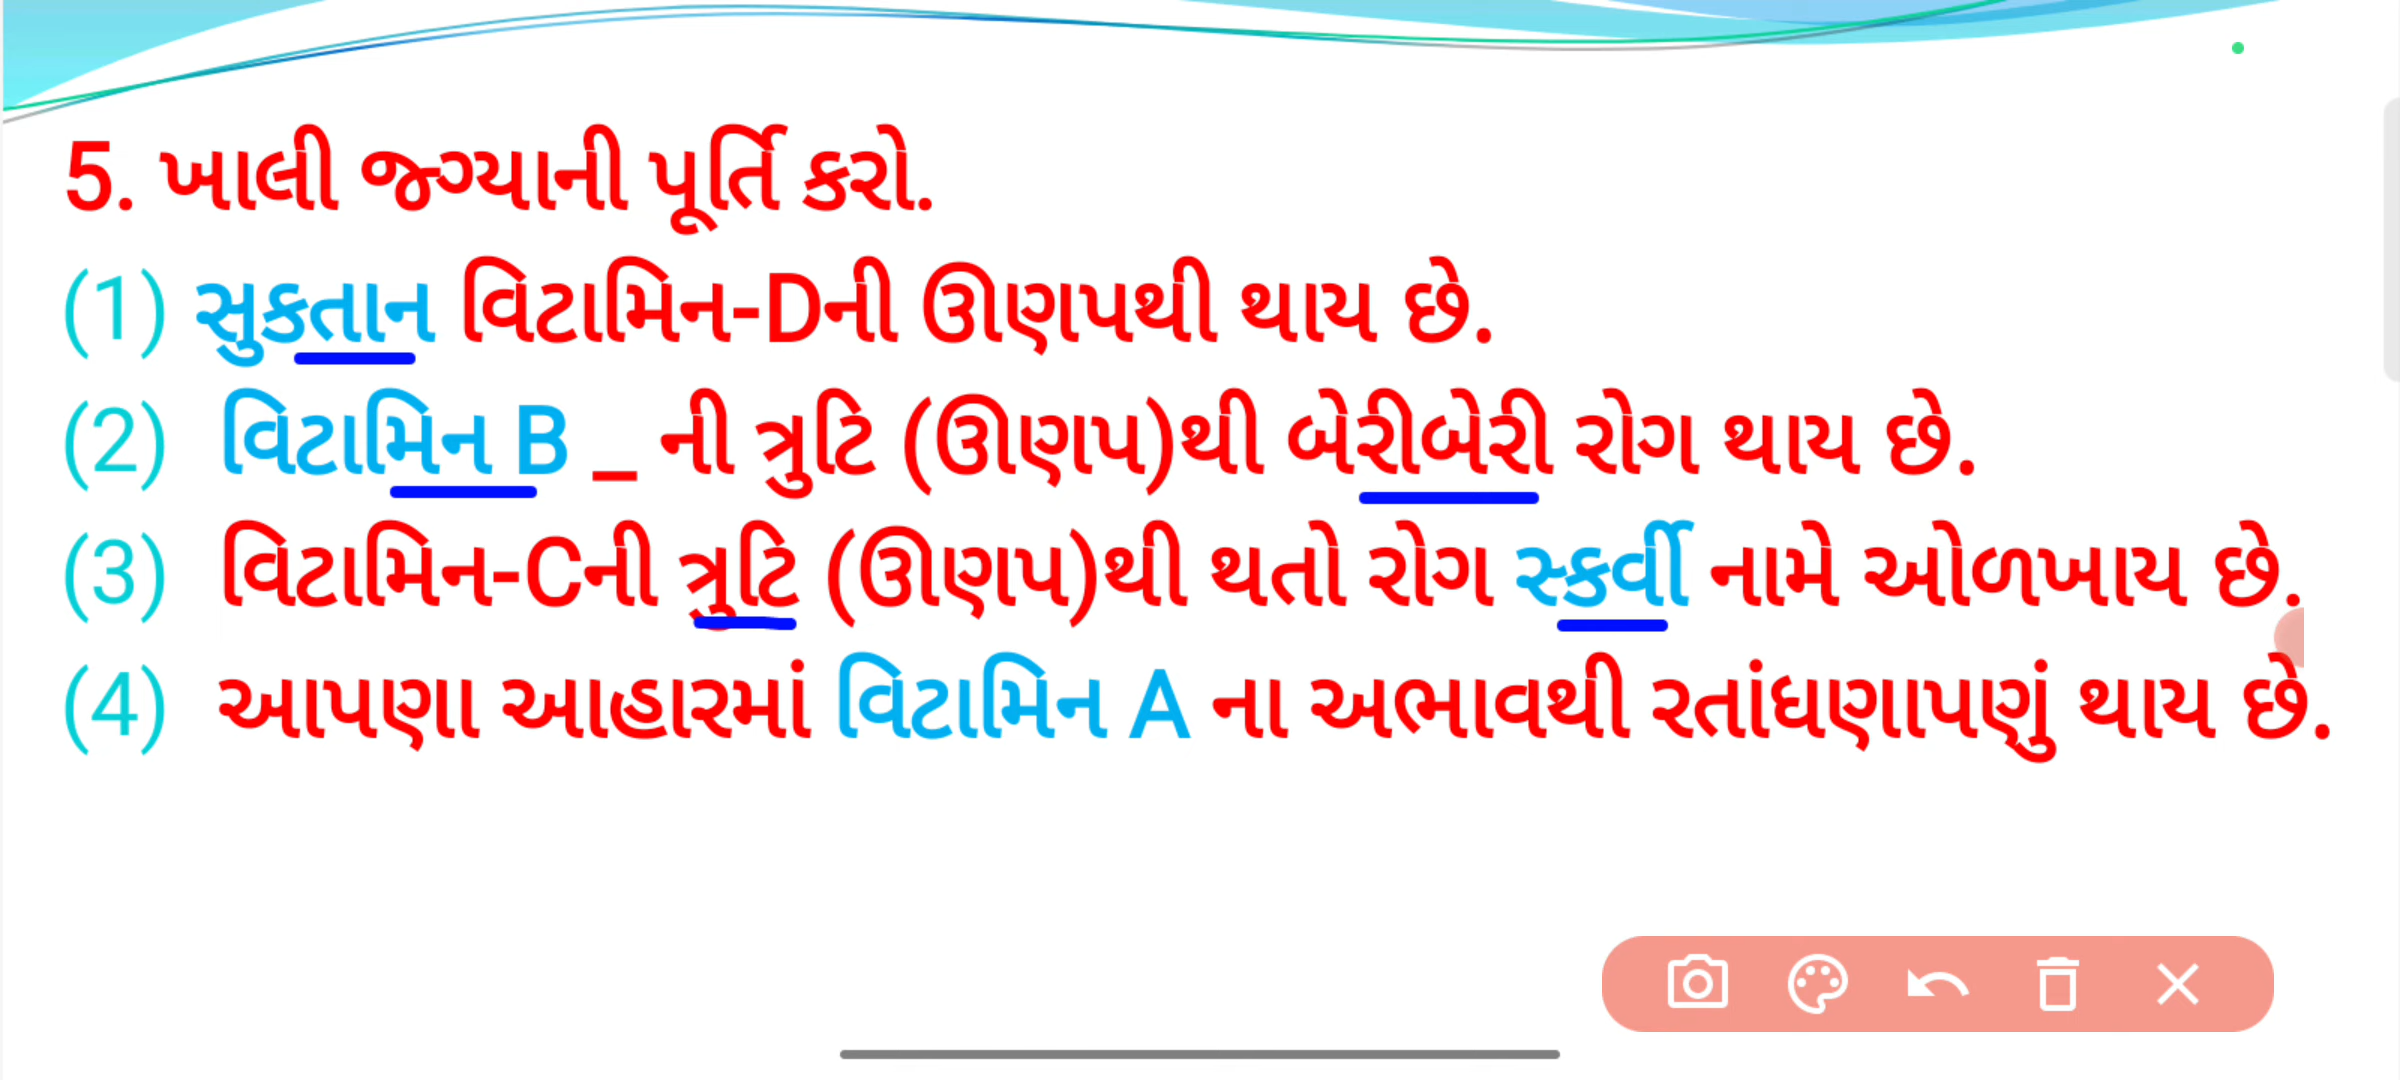 5. ખાલી જગ્યાની પૂર્તિ કરો.
(1) સુકતાન વિટામિન-Dની ઊણપથી થાય છે.
(2) વિટામિન B _ ની ત્રુટિ (ઊણપ)થી બેરીબેરી રોગ થાય છે.
(3) વિટામિન-Cની ત્રુટિ (ઊણપ)થી થતો રોગ સ્કર્વી નામે ઓળખાય છે.
(4) આપણા આહારમાં વિટામિન A ના અભાવથી રતાંધણાપણું થાય છે.